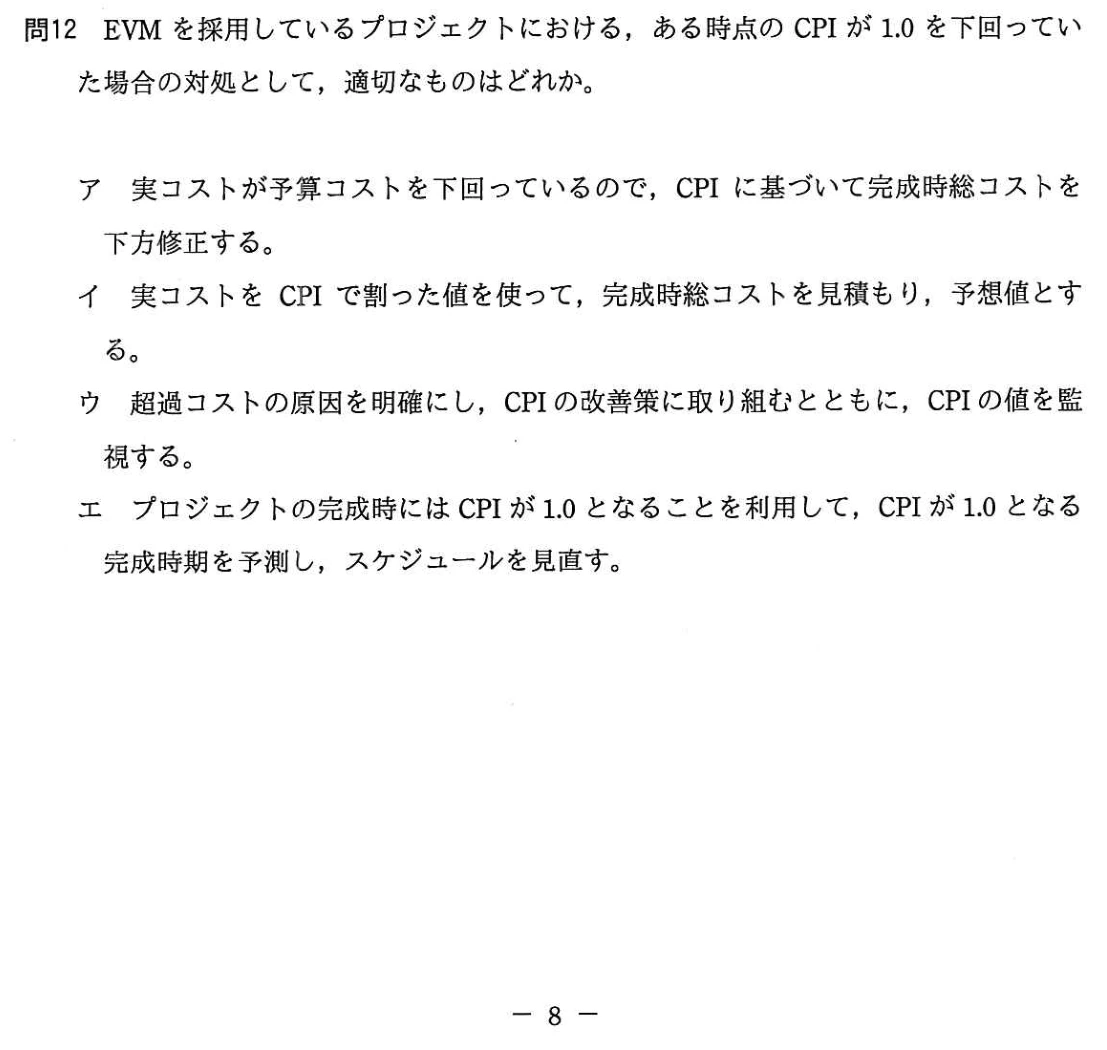 問12 EVM を採用しているプロジェクトにおける，ある時点の CPI が 1.0 を下回ってい
た場合の対処として，適切なものはどれか。
ア 実コストが予算コストを下回っているので，CPI に基づいて完成時総コストを
下方修正する。
イ 実コストを CPI で割った値を使って，完成時総コストを見積もり，予想値とす
る。
ウ 超過コストの原因を明確にし，CPI の改善策に取り組むとともに，CPI の値を監
視する。
エ プロジェクトの完成時には CPI が 1.0 となることを利用して，CPI が 1.0 となる
完成時期を予測し，スケジュールを見直す。
－ 8 －